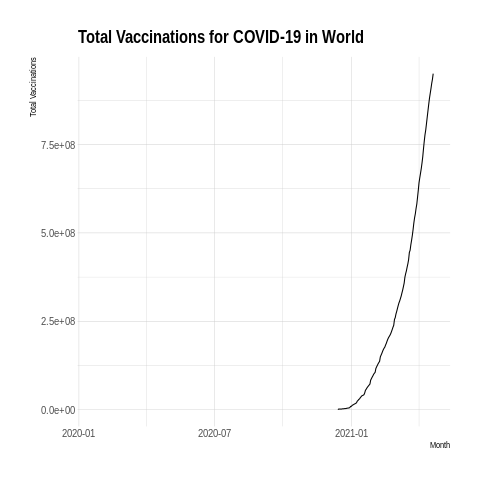 Total Vaccinations for COVID-19 in World
Total Vaccinations
7.5e+08
5.0e+08
2.5e+08
0.0e+00
2020-01
2020-07
2021-01
Month